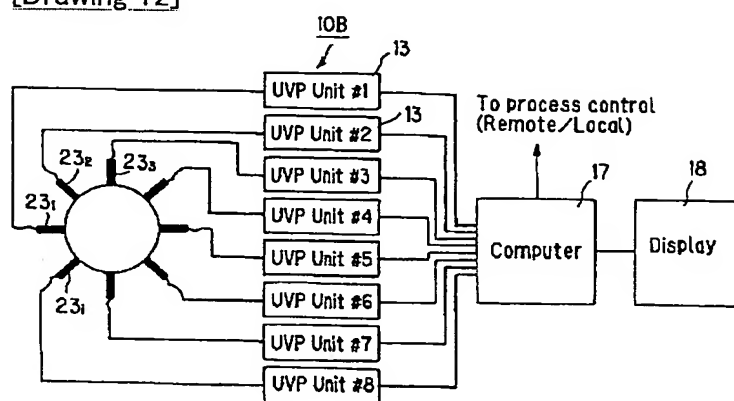 [Drawing 12]
10B
13
UVP Unit #1
13
UVP Unit #2
UVP Unit #3
UVP Unit #4
UVP Unit #5
UVP Unit #6
UVP Unit #7
UVP Unit #8
23₁
23₂
23₃
23i
To process control
(Remote/Local)
17
Computer
18
Display